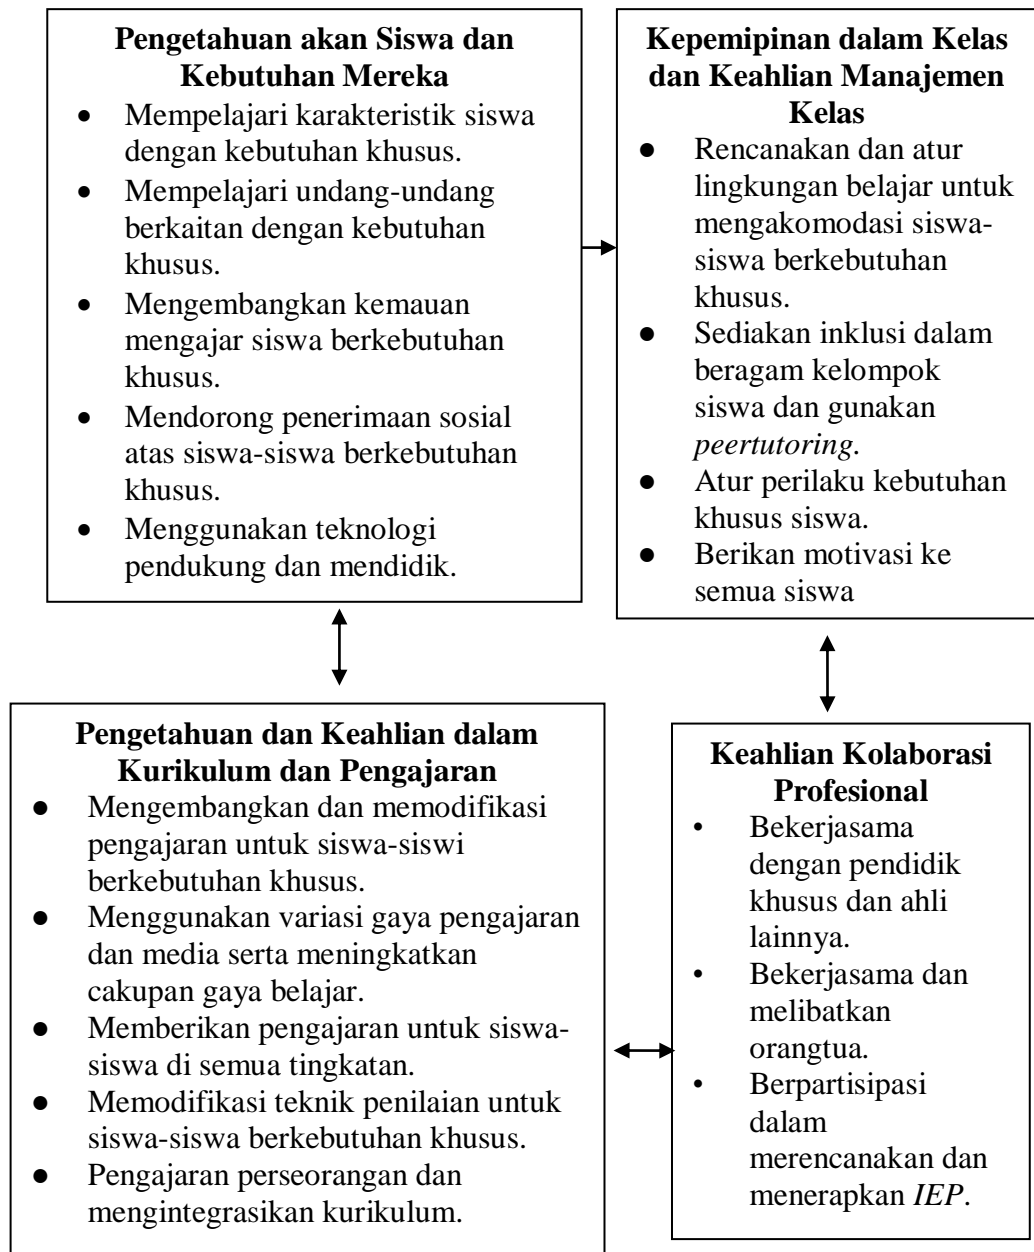 Pengetahuan akan Siswa dan
Kebutuhan Mereka
● Mempelajari karakteristik siswa
dengan kebutuhan khusus.
● Mempelajari undang-undang
berkaitan dengan kebutuhan
khusus.
● Mengembangkan kemauan
mengajar siswa berkebutuhan
khusus.
● Mendorong penerimaan sosial
atas siswa-siswa berkebutuhan
khusus.
● Menggunakan teknologi
pendukung dan mendidik.
Kepemipinan dalam Kelas
dan Keahlian Manajemen
Kelas
● Rencanakan dan atur
lingkungan belajar untuk
mengakomodasi siswa-
siswa berkebutuhan
khusus.
● Sediakan inklusi dalam
beragam kelompok
siswa dan gunakan
peertutoring.
● Atur perilaku kebutuhan
khusus siswa.
● Berikan motivasi ke
semua siswa
Pengetahuan dan Keahlian dalam
Kurikulum dan Pengajaran
● Mengembangkan dan memodifikasi
pengajaran untuk siswa-siswi
berkebutuhan khusus.
● Menggunakan variasi gaya pengajaran
dan media serta meningkatkan
cakupan gaya belajar.
● Memberikan pengajaran untuk siswa-
siswa di semua tingkatan.
● Memodifikasi teknik penilaian untuk
siswa-siswa berkebutuhan khusus.
● Pengajaran perseorangan dan
mengintegrasikan kurikulum.
Keahlian Kolaborasi
Profesional
• Bekerjasama
dengan pendidik
khusus dan ahli
lainnya.
• Bekerjasama dan
melibatkan
orangtua.
• Berpartisipasi
dalam
merencanakan dan
menerapkan IEP.